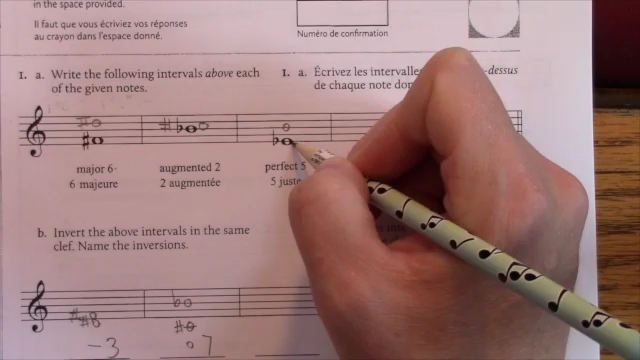 in the space provided.
Il faut que vous écriviez vos réponses
au crayon dans l'espace donné.
Numéro de confirmation
1. a. Write the following intervals above each
of the given notes.
1. a. Écrivez les intervalle -dessus
de chaque note
major 6 augmented 2 perfect 5
6 majeure 2 augmentée 5 juste
b. Invert the above intervals in the same
clef. Name the inversions.
-3 o7